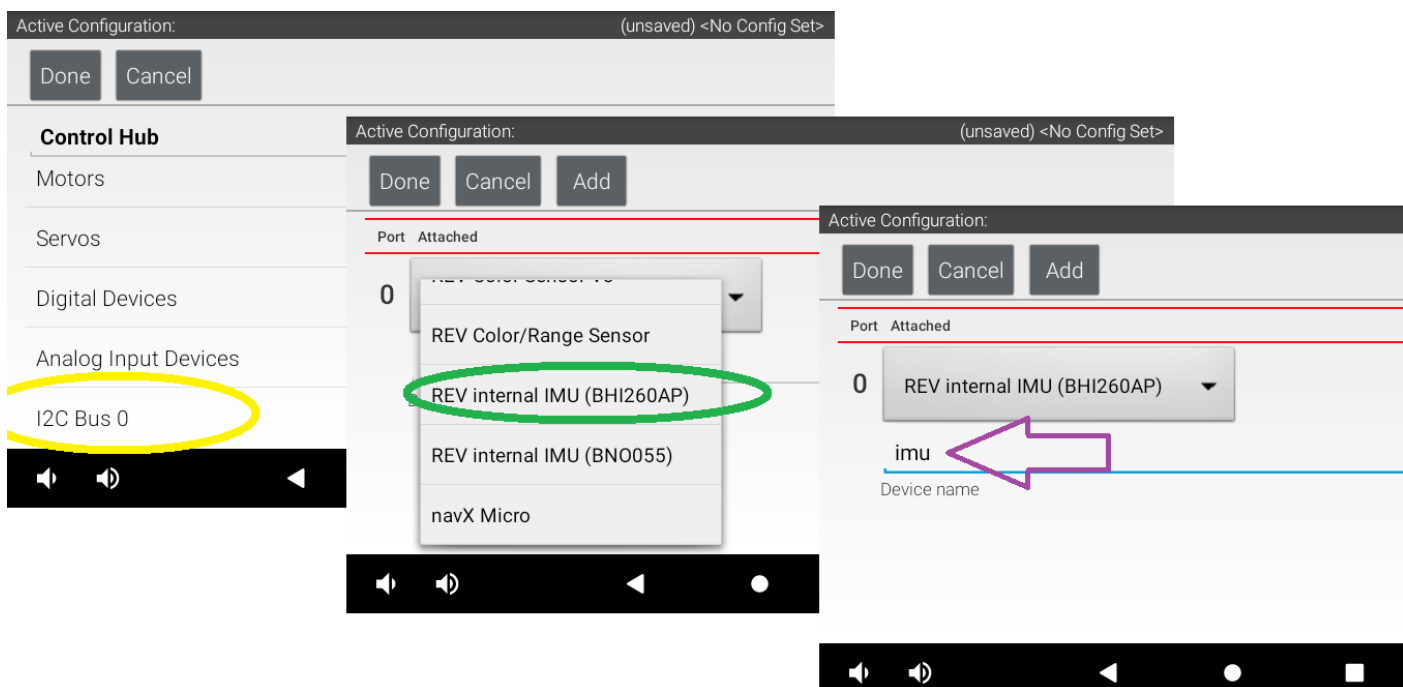 Active Configuration: (unsaved) <No Config Set>
Done Cancel
Control Hub
Motors
Servos
Digital Devices
Analog Input Devices
I2C Bus 0
Active Configuration: (unsaved) <No Config Set>
Done Cancel Add
Port Attached
0
REV Color/Range Sensor
REV internal IMU (BHI260AP)
REV internal IMU (BNO055)
navX Micro
Active Configuration:
Done Cancel Add
Port Attached
0 REV internal IMU (BHI260AP)
imu
Device name